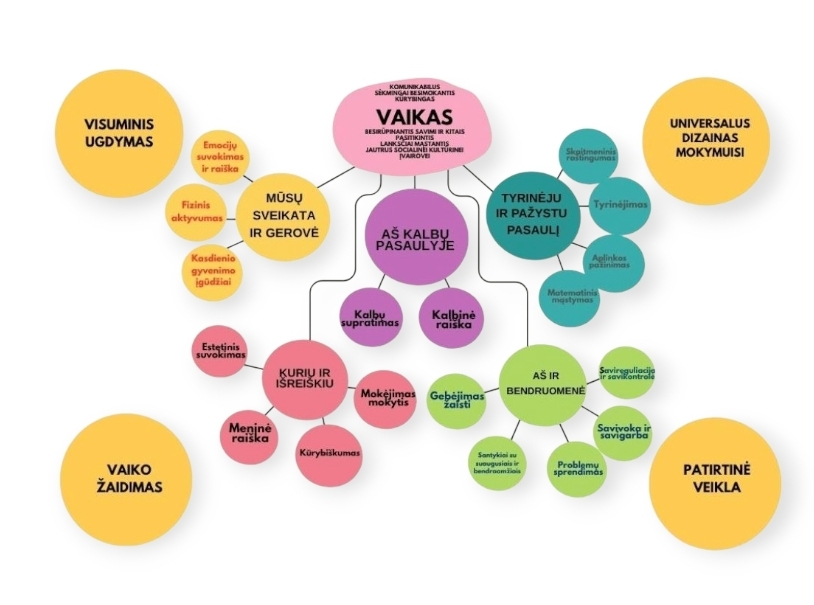 KOMUNIKABILUS
SĖKMINGAI BESIMOKANTIS
KŪRYBINGAS
VAIKAS
BESIRŪPINANTIS SAVIMI IR KITAIS
PASITIKINTIS
LANKSČIAI MĄSTANTIS
JAUTRUS SOCIALINEI KULTŪRINEI
ĮVAIROVEI
VISUMINIS
UGDYMAS
UNIVERSALUS
DIZAINAS
MOKYMUISI
MŪSŲ
SVEIKATA
IR GEROVĖ
Emocijų
suvokimas
ir raiška
Fizinis
aktyvumas
Kasdienio
gyvenimo
įgūdžiai
AŠ KALBŲ
PASAULYJE
Kalbų
supratimas
Kalbinė
raiška
TYRINĖJU
IR PAŽYSTU
PASAULĮ
Skaitmeninis
raštingumas
Tyrinėjimas
Aplinkos
pažinimas
Matematinis
mąstymas
KURIU IR
IŠREIŠKIU
Estetinis
suvokimas
Meninė
raiška
Kūrybiškumas
Mokėjimas
mokytis
AŠ IR
BENDRUOMENĖ
Gebėjimas
žaisti
Santykiai su
suaugusiais ir
bendraamžiais
Problemų
sprendimas
Savivoka ir
savigarba
Savireguliacija
ir savikontrolė
VAIKO
ŽAIDIMAS
PATIRTINĖ
VEIKLA